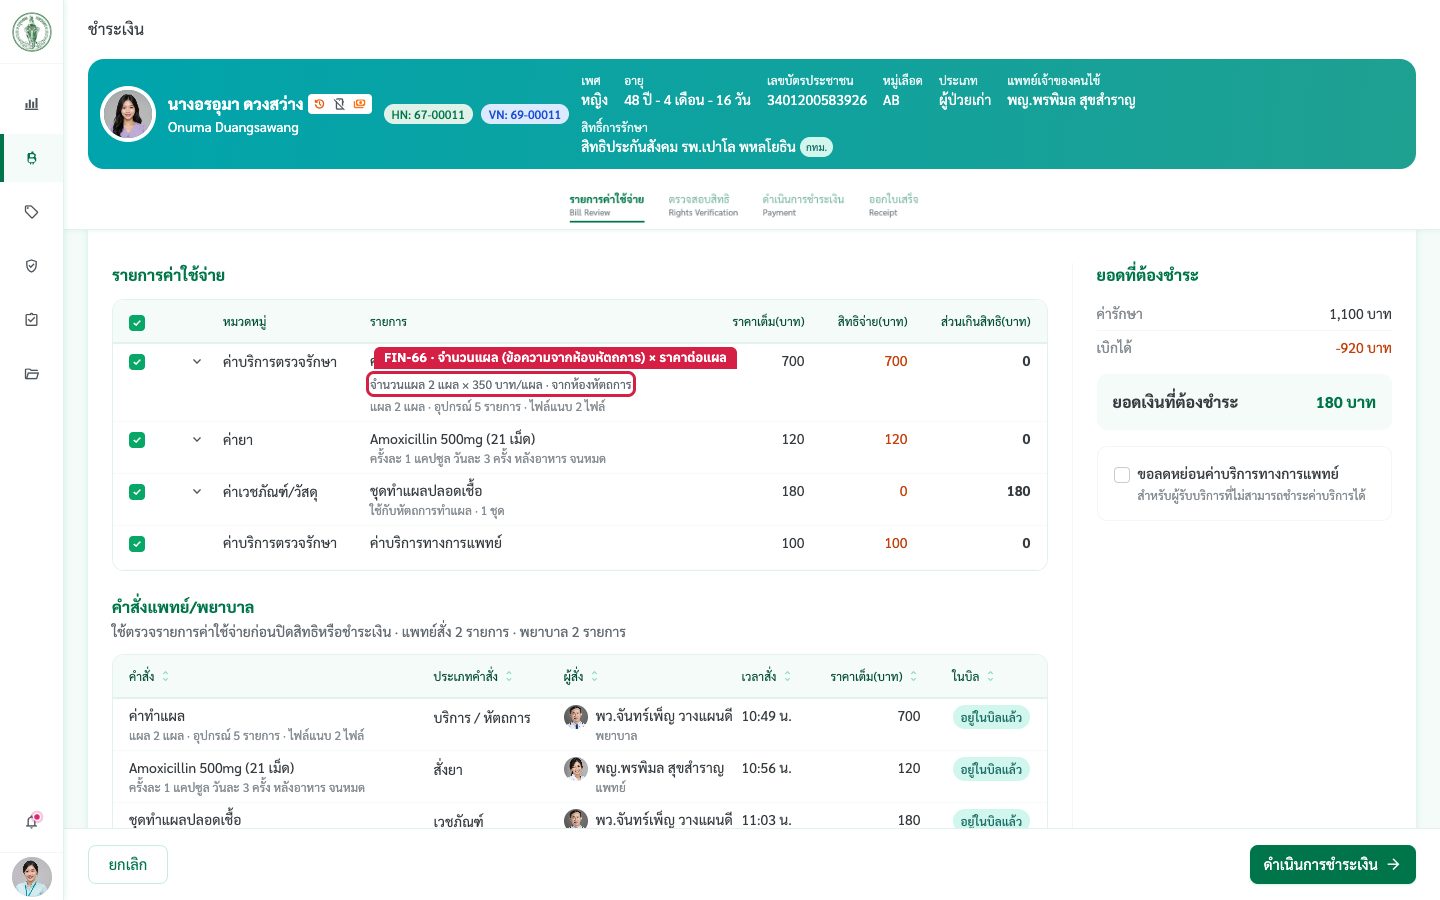 ชำระเงิน
นางอรอุมา ดวงสว่าง
Onuma Duangsawang
HN: 67-00011
VN: 69-00011
เพศ อายุ เลขบัตรประชาชน หมู่เลือด ประเภท แพทย์เจ้าของคนไข้
หญิง 48 ปี - 4 เดือน - 16 วัน 3401200583926 AB ผู้ป่วยเก่า พญ.พรพิมล สุขสำราญ
สิทธิ์การรักษา
สิทธิประกันสังคม รพ.เปาโล พหลโยธิน กทม.
รายการค่าใช้จ่าย ตรวจสอบสิทธิ ดำเนินการชำระเงิน ออกใบเสร็จ
Bill Review Rights Verification Payment Receipt
รายการค่าใช้จ่าย
หมวดหมู่ รายการ ราคาเต็ม(บาท) สิทธิจ่าย(บาท) ส่วนเกินสิทธิ(บาท)
FIN-66 · จำนวนแผล (ข้อความจากห้องหัตถการ) × ราคาต่อแผล
ค่าบริการตรวจรักษา 700 700 0
จำนวนแผล 2 แผล × 350 บาท/แผล · จากห้องหัตถการ
แผล 2 แผล · อุปกรณ์ 5 รายการ · ไฟล์แนบ 2 ไฟล์
ค่ายา Amoxicillin 500mg (21 เม็ด) 120 120 0
ครั้งละ 1 แคปซูล วันละ 3 ครั้ง หลังอาหาร จนหมด
ค่าเวชภัณฑ์/วัสดุ ชุดทำแผลปลอดเชื้อ 180 0 180
ใช้กับหัตถการทำแผล · 1 ชุด
ค่าบริการตรวจรักษา ค่าบริการทางการแพทย์ 100 100 0
คำสั่งแพทย์/พยาบาล
ใช้ตรวจรายการค่าใช้จ่ายก่อนปิดสิทธิหรือชำระเงิน · แพทย์สั่ง 2 รายการ · พยาบาล 2 รายการ
คำสั่ง ประเภทคำสั่ง ผู้สั่ง เวลาสั่ง ราคาเต็ม(บาท) ในบิล
ค่าทำแผล บริการ / หัตถการ พว.จันทร์เพ็ญ วางแผนดี 10:49 น. 700 อยู่ในบิลแล้ว
แผล 2 แผล · อุปกรณ์ 5 รายการ · ไฟล์แนบ 2 ไฟล์ พยาบาล
Amoxicillin 500mg (21 เม็ด) สั่งยา พญ.พรพิมล สุขสำราญ 10:56 น. 120 อยู่ในบิลแล้ว
ครั้งละ 1 แคปซูล วันละ 3 ครั้ง หลังอาหาร จนหมด แพทย์
ชุดทำแผลปลอดเชื้อ เวชภัณฑ์ พว.จันทร์เพ็ญ วางแผนดี 11:03 น. 180 อยู่ในบิลแล้ว
ยอดที่ต้องชำระ
ค่ารักษา 1,100 บาท
เบิกได้ -920 บาท
ยอดเงินที่ต้องชำระ 180 บาท
ขอลดหย่อนค่าบริการทางการแพทย์
สำหรับผู้รับบริการที่ไม่สามารถชำระค่าบริการได้
ยกเลิก
ดำเนินการชำระเงิน